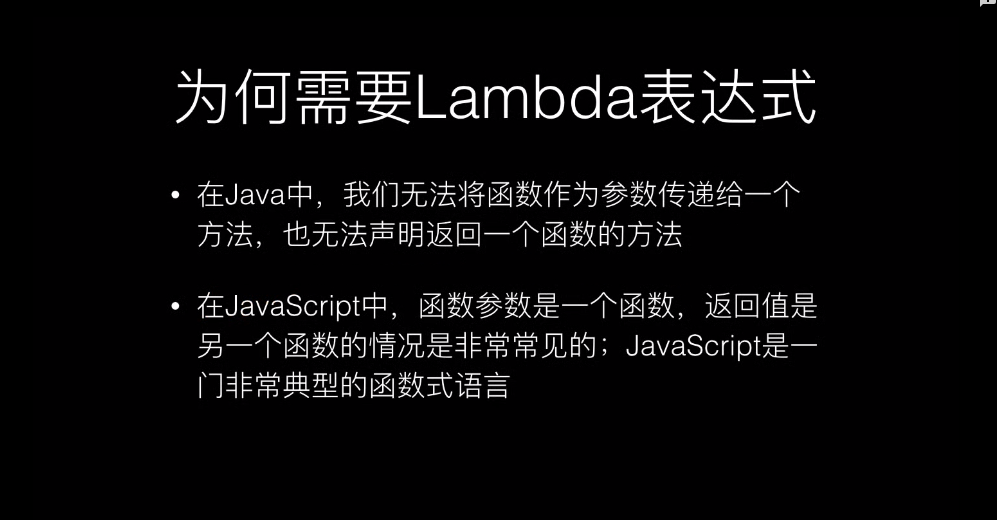 为何需要Lambda表达式
• 在Java中，我们无法将函数作为参数传递给一个
方法，也无法声明返回一个函数的方法
• 在JavaScript中，函数参数是一个函数，返回值是
另一个函数的情况是非常常见的；JavaScript是一
门非常典型的函数式语言